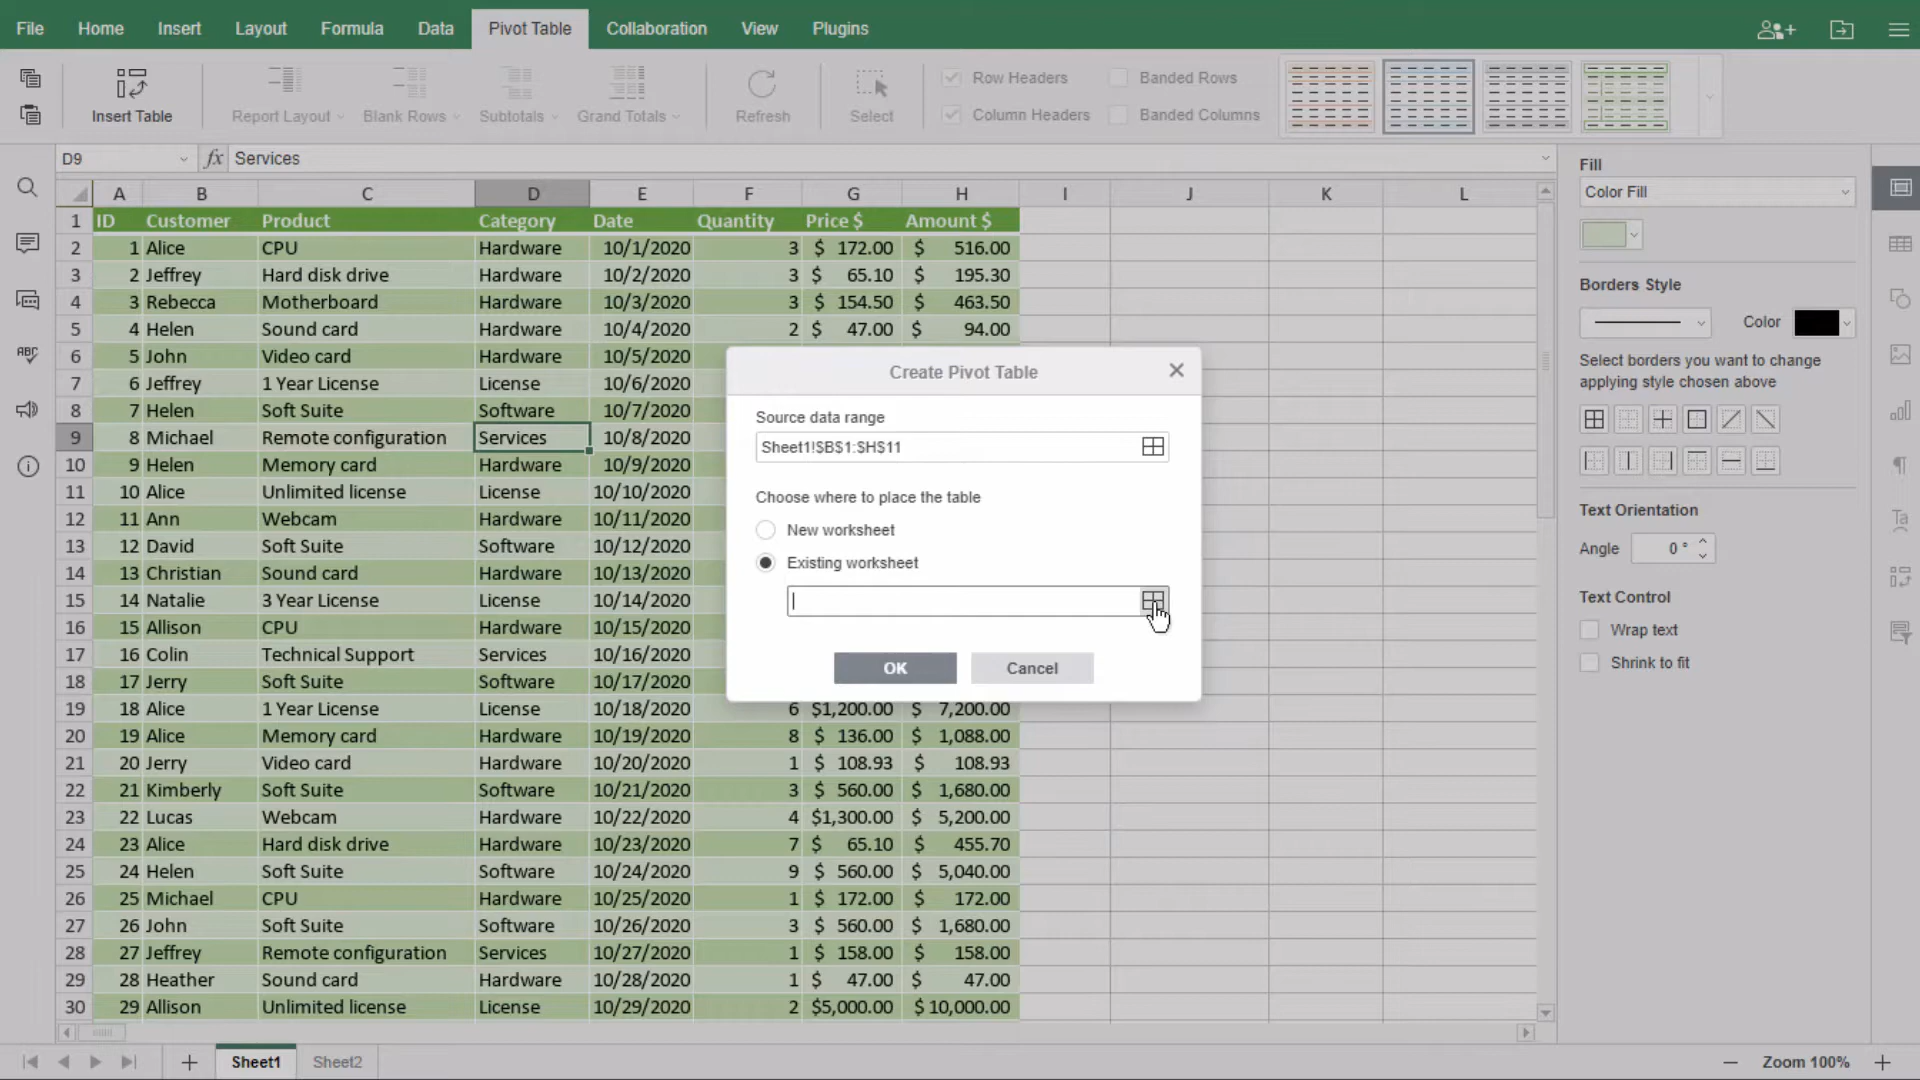 File Home Insert Layout Formula Data Pivot Table Collaboration View Plugins
Insert Table Report Layout Blank Rows Subtotals Grand Totals Refresh Select
Row Headers Banded Rows
Column Headers Banded Columns
D9 fx Services
A B C D E F G H I J K L
1 ID Customer Product Category Date Quantity Price $ Amount $
2 1 Alice CPU Hardware 10/1/2020 3 $ 172.00 $ 516.00
3 2 Jeffrey Hard disk drive Hardware 10/2/2020 3 $ 65.10 $ 195.30
4 3 Rebecca Motherboard Hardware 10/3/2020 3 $ 154.50 $ 463.50
5 4 Helen Sound card Hardware 10/4/2020 2 $ 47.00 $ 94.00
6 5 John Video card Hardware 10/5/2020
7 6 Jeffrey 1 Year License License 10/6/2020
8 7 Helen Soft Suite Software 10/7/2020
9 8 Michael Remote configuration Services 10/8/2020
10 9 Helen Memory card Hardware 10/9/2020
11 10 Alice Unlimited license License 10/10/2020
12 11 Ann Webcam Hardware 10/11/2020
13 12 David Soft Suite Software 10/12/2020
14 13 Christian Sound card Hardware 10/13/2020
15 14 Natalie 3 Year License License 10/14/2020
16 15 Allison CPU Hardware 10/15/2020
17 16 Colin Technical Support Services 10/16/2020
18 17 Jerry Soft Suite Software 10/17/2020
19 18 Alice 1 Year License License 10/18/2020 6 $1,200.00 $ 7,200.00
20 19 Alice Memory card Hardware 10/19/2020 8 $ 136.00 $ 1,088.00
21 20 Jerry Video card Hardware 10/20/2020 1 $ 108.93 $ 108.93
22 21 Kimberly Soft Suite Software 10/21/2020 3 $ 560.00 $ 1,680.00
23 22 Lucas Webcam Hardware 10/22/2020 4 $1,300.00 $ 5,200.00
24 23 Alice Hard disk drive Hardware 10/23/2020 7 $ 65.10 $ 455.70
25 24 Helen Soft Suite Software 10/24/2020 9 $ 560.00 $ 5,040.00
26 25 Michael CPU Hardware 10/25/2020 1 $ 172.00 $ 172.00
27 26 John Soft Suite Software 10/26/2020 3 $ 560.00 $ 1,680.00
28 27 Jeffrey Remote configuration Services 10/27/2020 1 $ 158.00 $ 158.00
29 28 Heather Sound card Hardware 10/28/2020 1 $ 47.00 $ 47.00
30 29 Allison Unlimited license License 10/29/2020 2 $5,000.00 $ 10,000.00
Create Pivot Table
Source data range
Sheet1!$B$1:$H$11
Choose where to place the table
New worksheet
Existing worksheet
OK Cancel
Fill
Color Fill
Borders Style
Color
Select borders you want to change
applying style chosen above
Text Orientation
Angle 0 °
Text Control
Wrap text
Shrink to fit
ABC
Ta
Sheet1 Sheet2 Zoom 100%